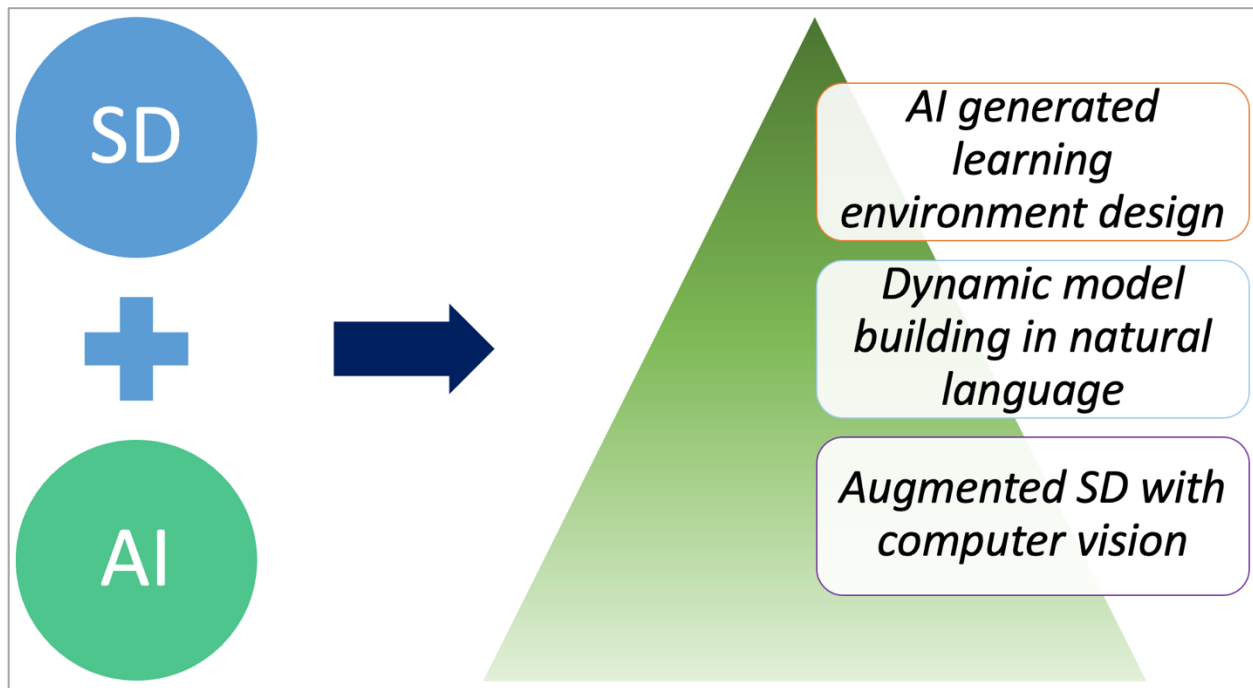 SD
AI
AI generated
learning
environment design
Dynamic model
building in natural
language
Augmented SD with
computer vision